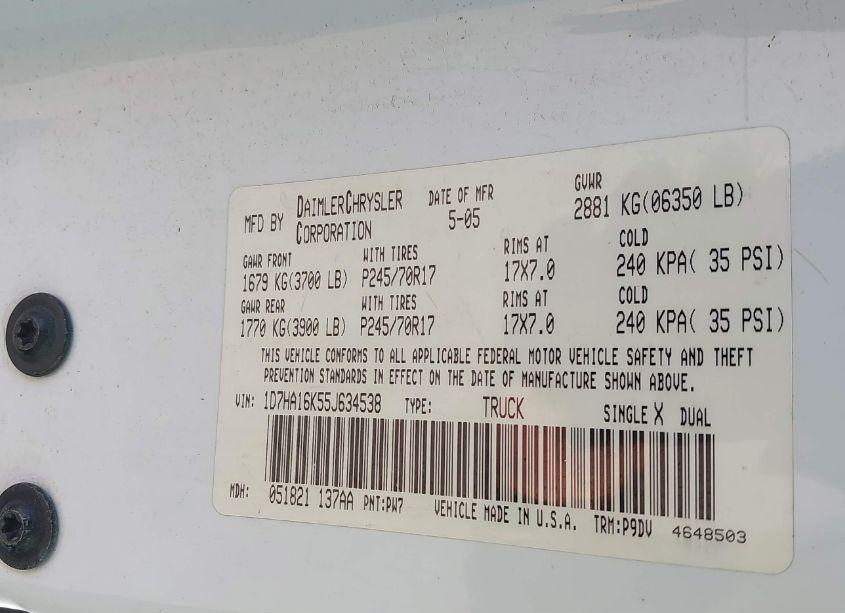 MFD BY DAIMLERCHRYSLER CORPORATION DATE OF MFR 5-05 GVWR 2881 KG(06350 LB)
GAWR FRONT WITH TIRES RIMS AT COLD
1679 KG(3700 LB) P245/70R17 17X7.0 240 KPA( 35 PSI)
GAWR REAR WITH TIRES RIMS AT COLD
1770 KG(3900 LB) P245/70R17 17X7.0 240 KPA( 35 PSI)
THIS VEHICLE CONFORMS TO ALL APPLICABLE FEDERAL MOTOR VEHICLE SAFETY AND THEFT
PREVENTION STANDARDS IN EFFECT ON THE DATE OF MANUFACTURE SHOWN ABOVE.
VIN: 1D7HA16K55J634538 TYPE: TRUCK SINGLE X DUAL
MDH: 051821 137AA PNT:PW7 VEHICLE MADE IN U.S.A. TRM:P9DV 4648503